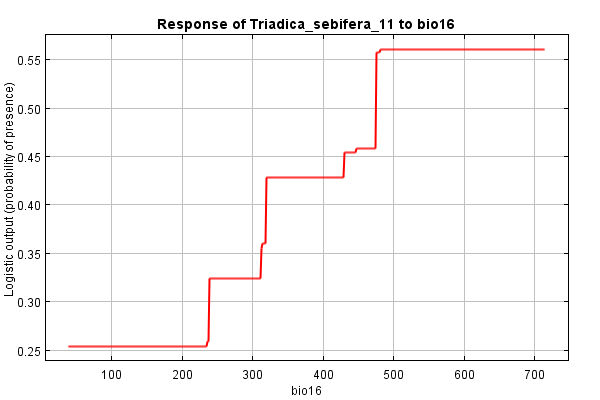 Response of Triadica_sebifera_11 to bio16
Logistic output (probability of presence)
0.55
0.50
0.45
0.40
0.35
0.30
0.25
100 200 300 400 500 600 700
bio16